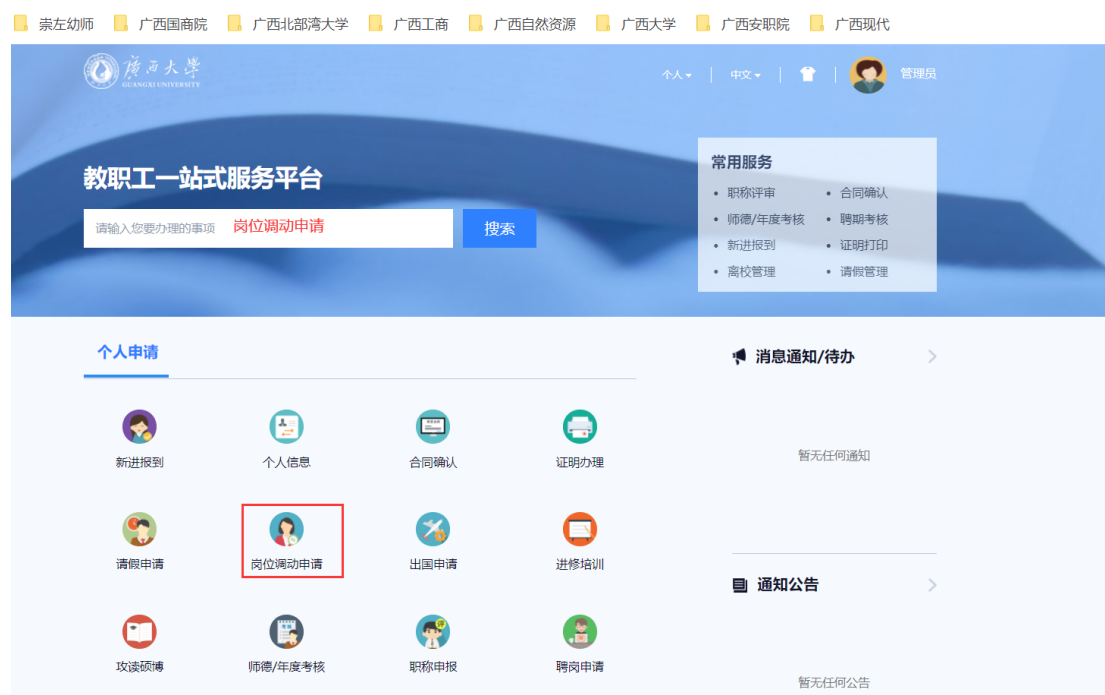 崇左幼师 广西国商院 广西北部湾大学 广西工商 广西自然资源 广西大学 广西安职院 广西现代
廣西大學
GUANGXI UNIVERSITY
个人 中文 管理员
教职工一站式服务平台
请输入您要办理的事项 岗位调动申请 搜索
常用服务
• 职称评审 • 合同确认
• 师德/年度考核 • 聘期考核
• 新进报到 • 证明打印
• 离校管理 • 请假管理
个人申请
新进报到 个人信息 合同确认 证明办理
请假申请 岗位调动申请 出国申请 进修培训
攻读硕博 师德/年度考核 职称申报 聘岗申请
消息通知/待办
暂无任何通知
通知公告
暂无任何公告